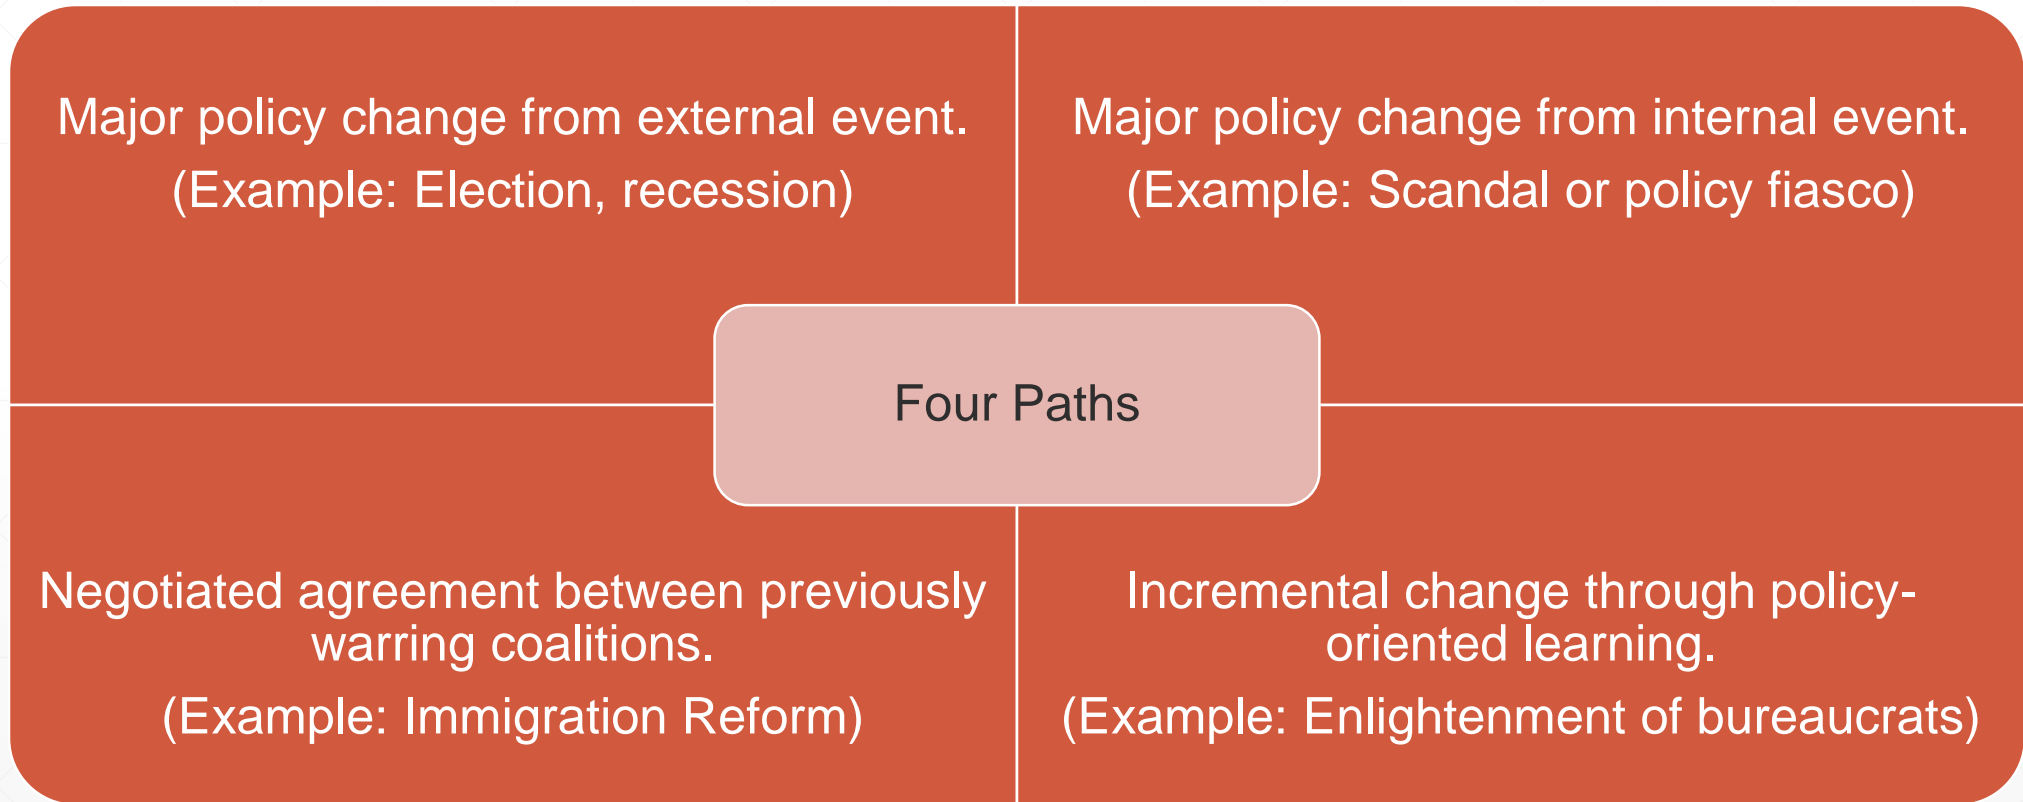 Major policy change from external event.
(Example: Election, recession)
Major policy change from internal event.
(Example: Scandal or policy fiasco)
Four Paths
Negotiated agreement between previously
warring coalitions.
(Example: Immigration Reform)
Incremental change through policy-
oriented learning.
(Example: Enlightenment of bureaucrats)